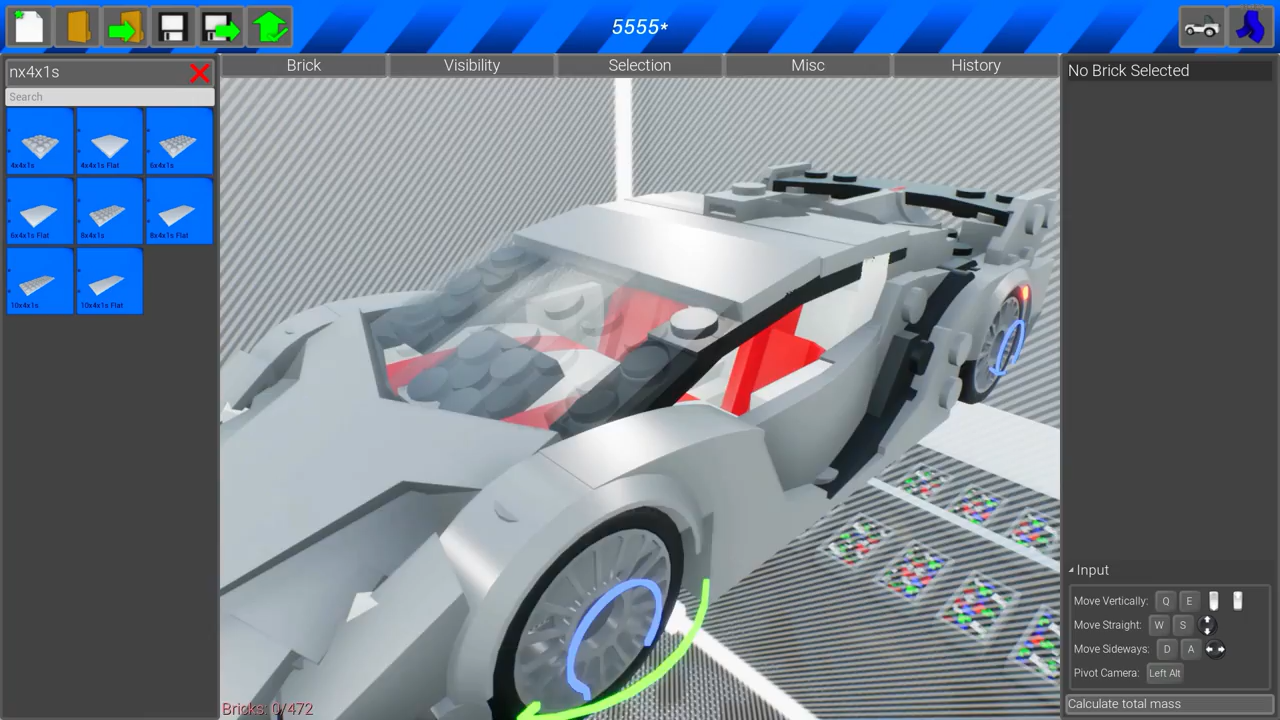 5555*
nx4x1s
Search
4x4x1s
4x4x1s Flat
6x4x1s
6x4x1s Flat
8x4x1s
8x4x1s Flat
10x4x1s
10x4x1s Flat
Brick
Visibility
Selection
Misc
History
No Brick Selected
Input
Move Vertically: Q E
Move Straight: W S
Move Sideways: D A
Pivot Camera: Left Alt
Calculate total mass
Bricks: 0/472